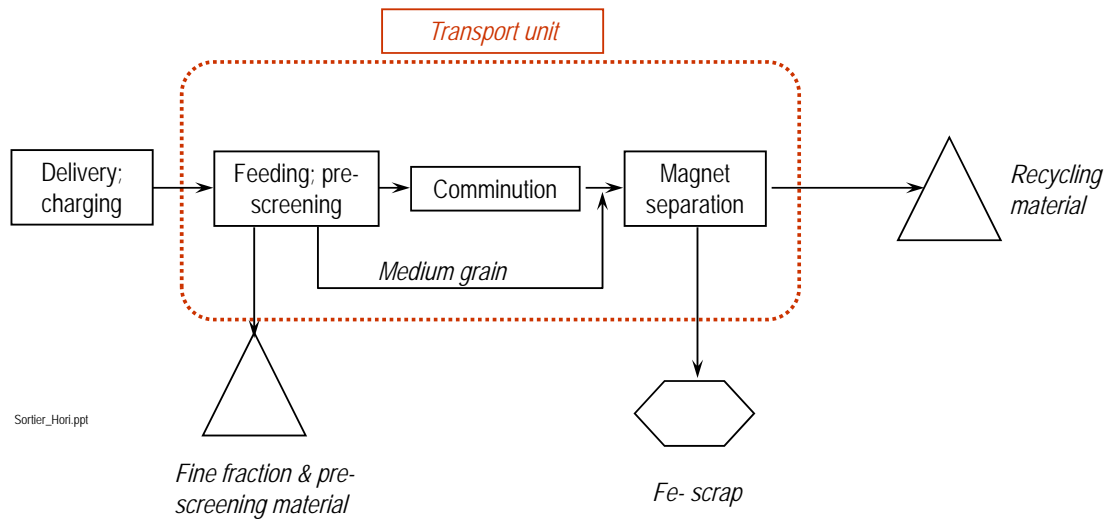 Transport unit
Delivery;
charging
Feeding; pre-
screening
Comminution
Magnet
separation
Recycling
material
Medium grain
Sortier_Hori.ppt
Fine fraction & pre-
screening material
Fe- scrap